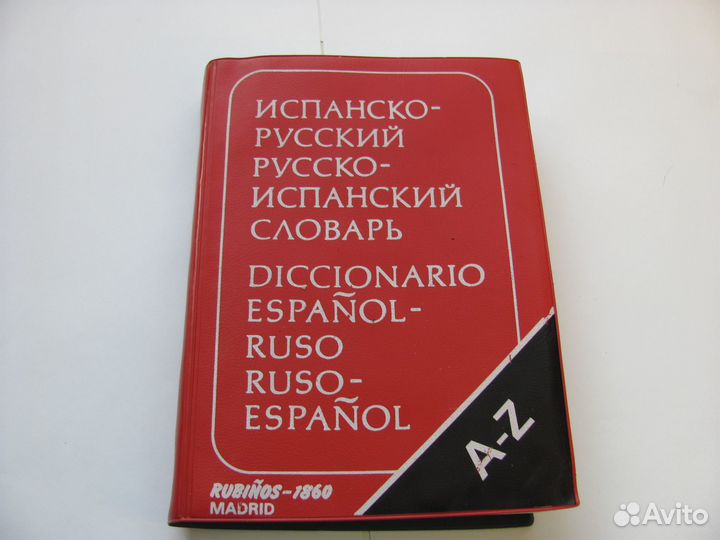 ИСПАНСКО-
РУССКИЙ
РУССКО-
ИСПАНСКИЙ
СЛОВАРЬ
DICCIONARIO
ESPAÑOL-
RUSO
RUSO-
ESPAÑOL
A-Z
RUBIÑOS-1860
MADRID
Avito